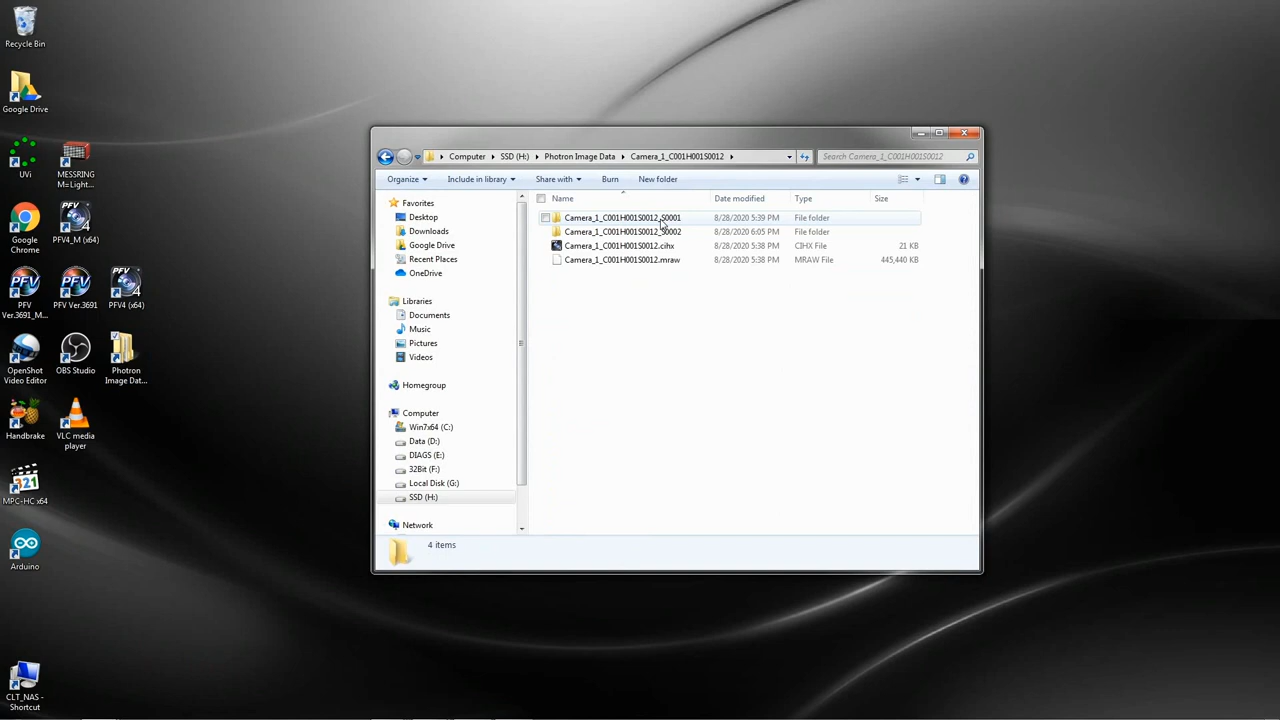 Recycle Bin
Google Drive
UVi
MESSRING
M=Light...
Google
Chrome
PFV4_M (x64)
PFV
Ver.3691_M...
PFV Ver.3691
PFV4 (x64)
OpenShot
Video Editor
OBS Studio
Photron
Image Dat...
Handbrake
VLC media
player
MPC-HC x64
Arduino
CLT_NAS -
Shortcut
Computer SSD (H:) Photron Image Data Camera_1_C001H001S0012
Search Camera_1_C001H001S0012
Organize Include in library Share with Burn New folder
Favorites
Desktop
Downloads
Google Drive
Recent Places
OneDrive
Libraries
Documents
Music
Pictures
Videos
Homegroup
Computer
Win7x64 (C:)
Data (D:)
DIAGS (E:)
32Bit (F:)
Local Disk (G:)
SSD (H:)
Network
Name Date modified Type Size
Camera_1_C001H001S0012_S0001 8/28/2020 5:39 PM File folder
Camera_1_C001H001S0012_S0002 8/28/2020 6:05 PM File folder
Camera_1_C001H001S0012.cihx 8/28/2020 5:38 PM CIHX File 21 KB
Camera_1_C001H001S0012.mraw 8/28/2020 5:38 PM MRAW File 445,440 KB
4 items